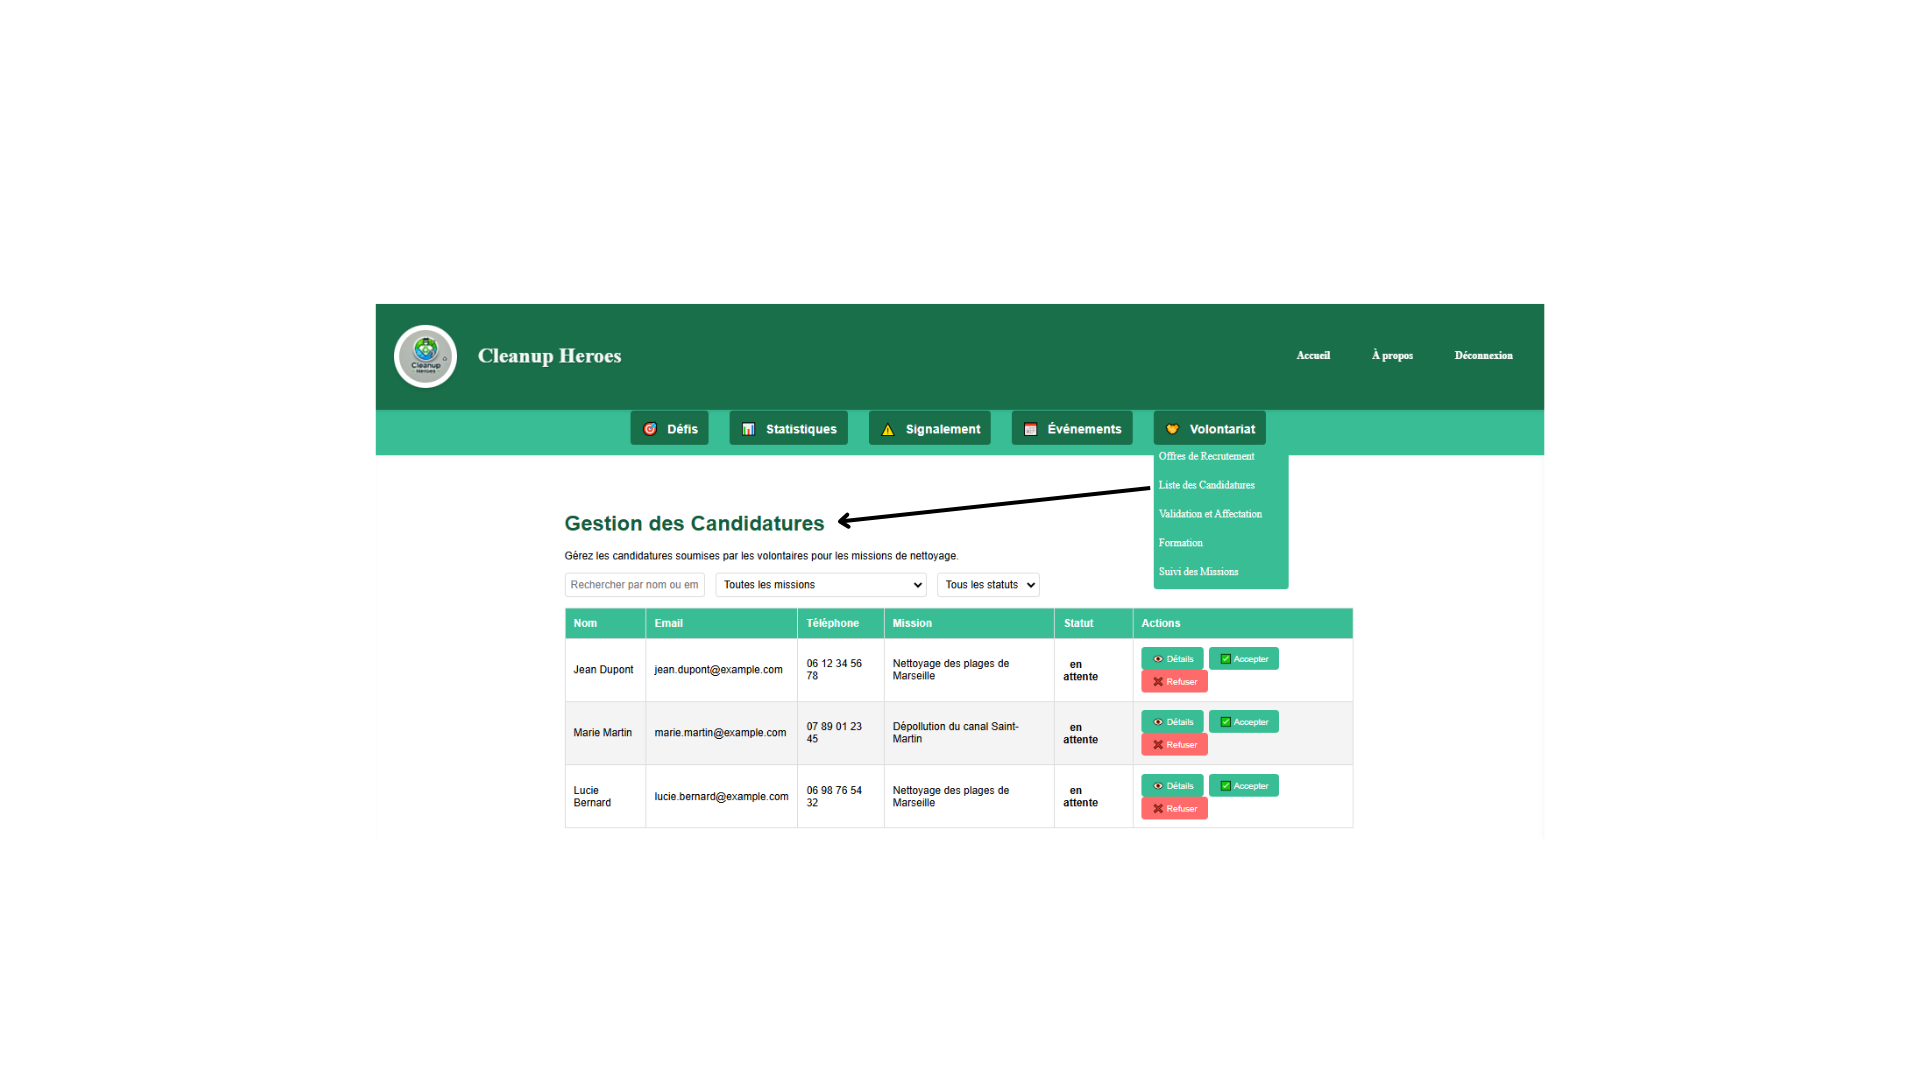 Cleanup
Heroes
Cleanup Heroes
Accueil
À propos
Déconnexion
Défis
Statistiques
Signalement
Événements
Volontariat
Offres de Recrutement
Liste des Candidatures
Validation et Affectation
Formation
Suivi des Missions
Gestion des Candidatures
Gérez les candidatures soumises par les volontaires pour les missions de nettoyage.
Rechercher par nom ou em
Toutes les missions
Tous les statuts
Nom Email Téléphone Mission Statut Actions
Jean Dupont
jean.dupont@example.com
06 12 34 56
78
Nettoyage des plages de
Marseille
en
attente
Détails
Accepter
Refuser
Marie Martin
marie.martin@example.com
07 89 01 23
45
Dépollution du canal Saint-
Martin
en
attente
Détails
Accepter
Refuser
Lucie
Bernard
lucie.bernard@example.com
06 98 76 54
32
Nettoyage des plages de
Marseille
en
attente
Détails
Accepter
Refuser